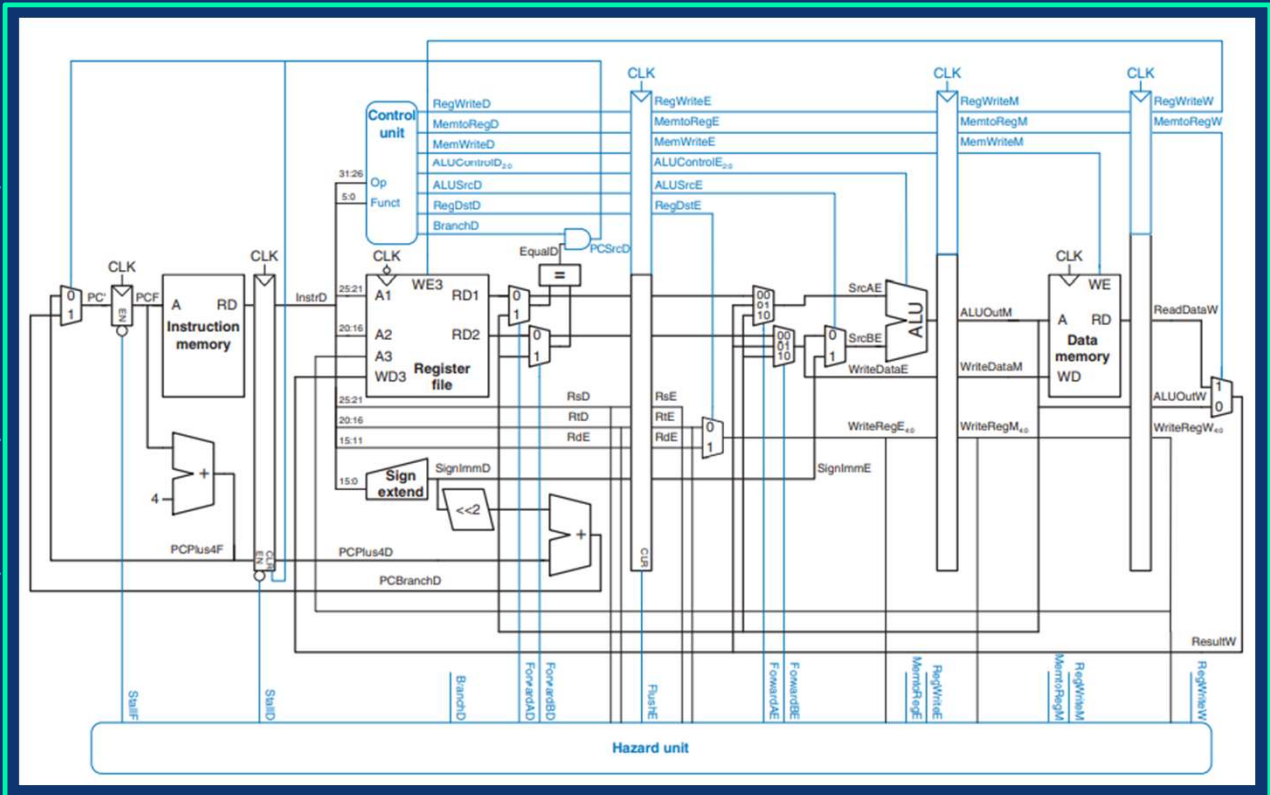 CLK
CLK
CLK
Control
unit
RegWriteD
MemtoRegD
MemWriteD
ALUControlD2:0
ALUSrcD
RegDstD
BranchD
31:26
Op
5:0
Funct
RegWriteE
MemtoRegE
MemWriteE
ALUControlE2:0
ALUSrcE
RegDstE
RegWriteM
MemtoRegM
MemWriteM
RegWriteW
MemtoRegW
EqualD
PCSrcD
=
CLK
CLK
CLK
CLK
0
1
PC'
EN
PCF
A
RD
Instruction
memory
InstrD
25:21
A1
WE3
RD1
20:16
A2
RD2
A3
WD3
Register
file
0
1
0
1
00
01
10
00
01
10
0
1
SrcAE
SrcBE
ALU
ALUOutM
WriteDataE
WriteDataM
WE
A
RD
Data
memory
WD
ReadDataW
ALUOutW
1
0
25:21
RsD
RsE
20:16
RtD
RtE
15:11
RdE
RdE
0
1
WriteRegE4:0
WriteRegM4:0
WriteRegW4:0
15:0
Sign
extend
SignImmD
SignImmE
<<2
+
+
4
PCPlus4F
EN
CLR
PCPlus4D
CLR
PCBranchD
ResultW
StallF
StallD
BranchD
ForwardAD
ForwardBD
FlushE
ForwardAE
ForwardBE
MemtoRegE
RegWriteE
MemtoRegM
RegWriteM
RegWriteW
Hazard unit